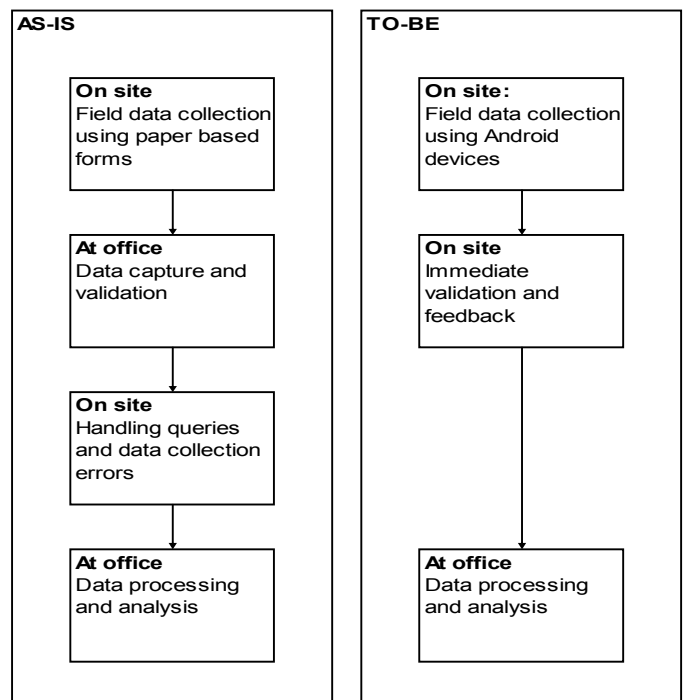 AS-IS
On site
Field data collection
using paper based
forms
At office
Data capture and
validation
On site
Handling queries
and data collection
errors
At office
Data processing
and analysis
TO-BE
On site:
Field data collection
using Android
devices
On site
Immediate
validation and
feedback
At office
Data processing
and analysis